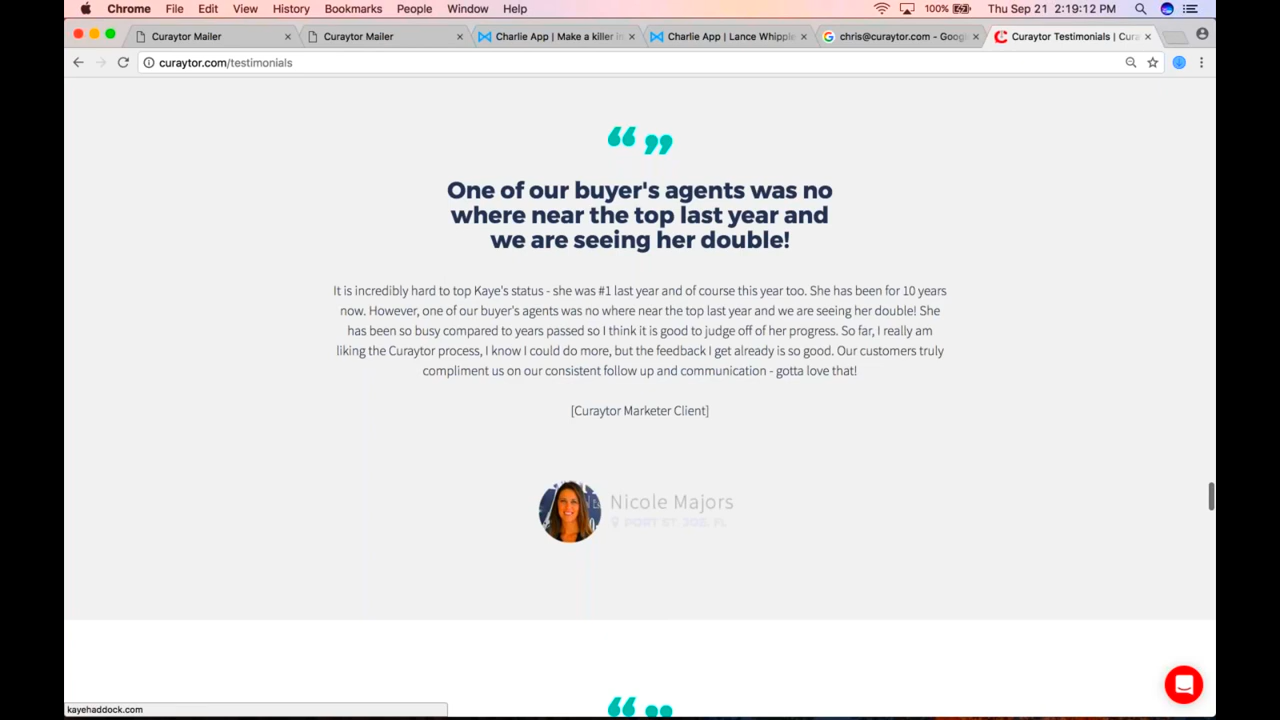 Chrome File Edit View History Bookmarks People Window Help 100% Thu Sep 21 2:19:12 PM
Curaytor Mailer Curaytor Mailer Charlie App | Make a killer Charlie App | Lance Whipple chris@curaytor.com - Goog Curaytor Testimonials | Cura
curaytor.com/testimonials
“ ”
One of our buyer's agents was no
where near the top last year and
we are seeing her double!
It is incredibly hard to top Kaye's status - she was #1 last year and of course this year too. She has been for 10 years
now. However, one of our buyer's agents was no where near the top last year and we are seeing her double! She
has been so busy compared to years passed so I think it is good to judge off of her progress. So far, I really am
liking the Curaytor process, I know I could do more, but the feedback I get already is so good. Our customers truly
compliment us on our consistent follow up and communication - gotta love that!
[Curaytor Marketer Client]
Nicole Majors
PORT ST. JOE, FL
“ ”
kayehaddock.com